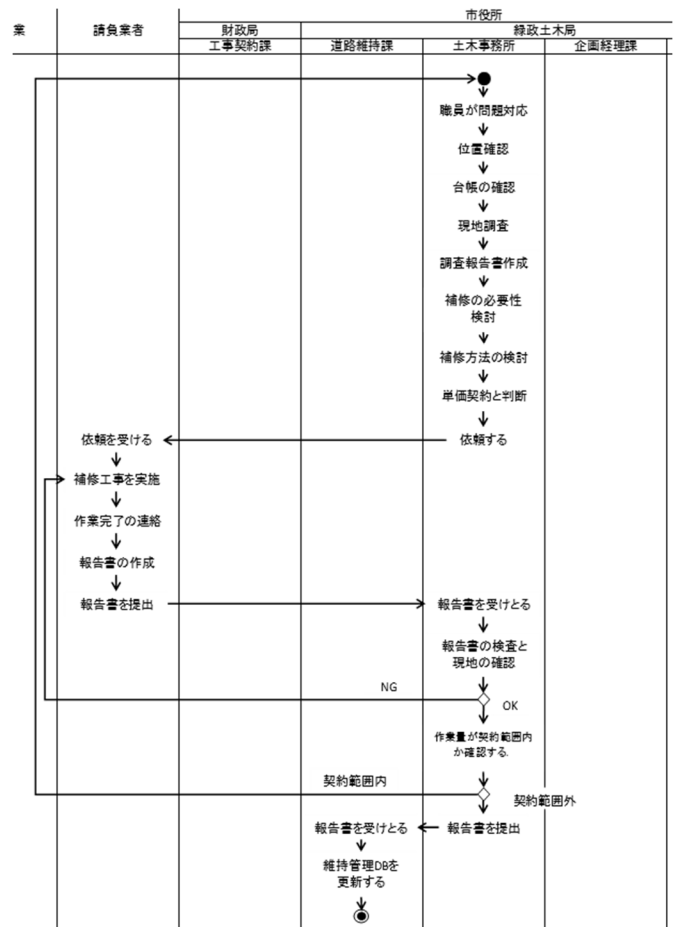 市役所
業
請負業者
財政局
緑政土木局
工事契約課
道路維持課
土木事務所
企画経理課
職員が問題対応
位置確認
台帳の確認
現地調査
調査報告書作成
補修の必要性
検討
補修方法の検討
単価契約と判断
依頼を受ける
依頼する
補修工事を実施
作業完了の連絡
報告書の作成
報告書を提出
報告書を受けとる
報告書の検査と
現地の確認
NG
OK
作業量が契約範囲内
か確認する.
契約範囲内
契約範囲外
報告書を受けとる
報告書を提出
維持管理DBを
更新する